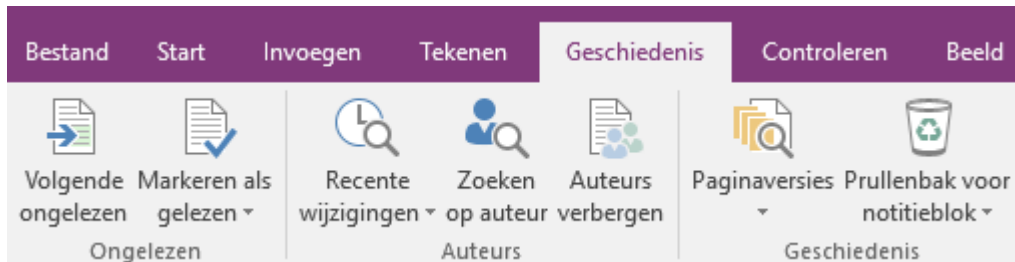 Bestand Start Invoegen Tekenen Geschiedenis Controleren Beeld
Volgende ongelezen
Markeren als gelezen
Recente wijzigingen
Zoeken op auteur
Auteurs verbergen
Paginaversies
Prullenbak voor notitieblok
Ongelezen Auteurs Geschiedenis